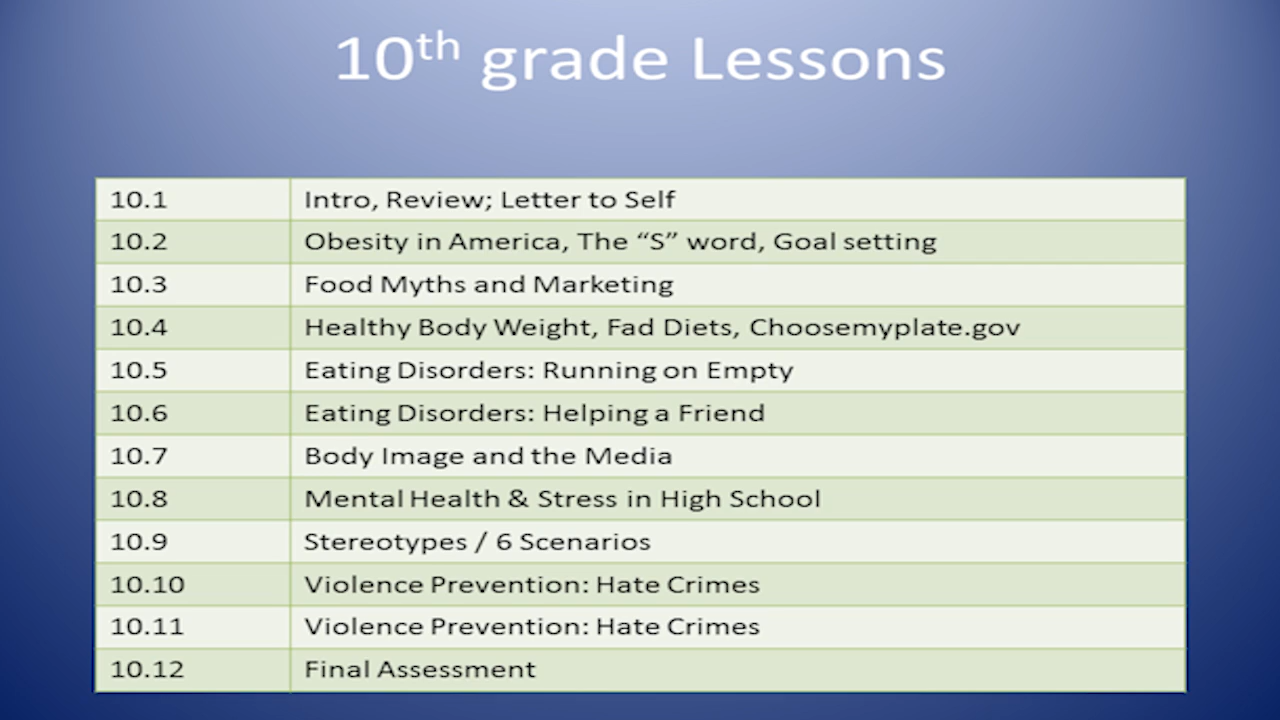 10th grade Lessons
10.1 Intro, Review; Letter to Self
10.2 Obesity in America, The “S” word, Goal setting
10.3 Food Myths and Marketing
10.4 Healthy Body Weight, Fad Diets, Choosemyplate.gov
10.5 Eating Disorders: Running on Empty
10.6 Eating Disorders: Helping a Friend
10.7 Body Image and the Media
10.8 Mental Health & Stress in High School
10.9 Stereotypes / 6 Scenarios
10.10 Violence Prevention: Hate Crimes
10.11 Violence Prevention: Hate Crimes
10.12 Final Assessment